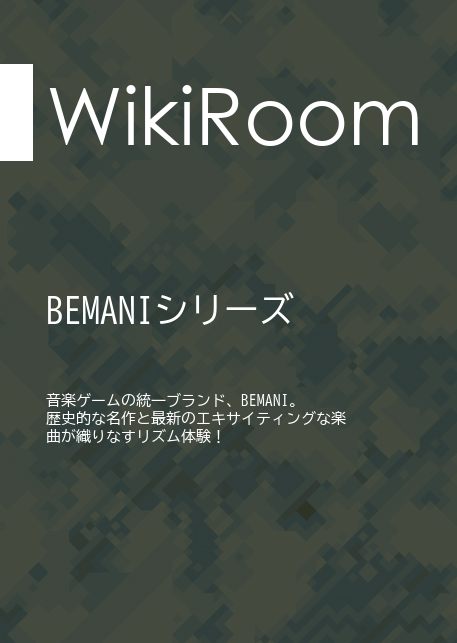 WikiRoom
BEMANIシリーズ
音楽ゲームの統一ブランド、BEMANI。
歴史的な名作と最新のエキサイティングな楽
曲が織りなすリズム体験！